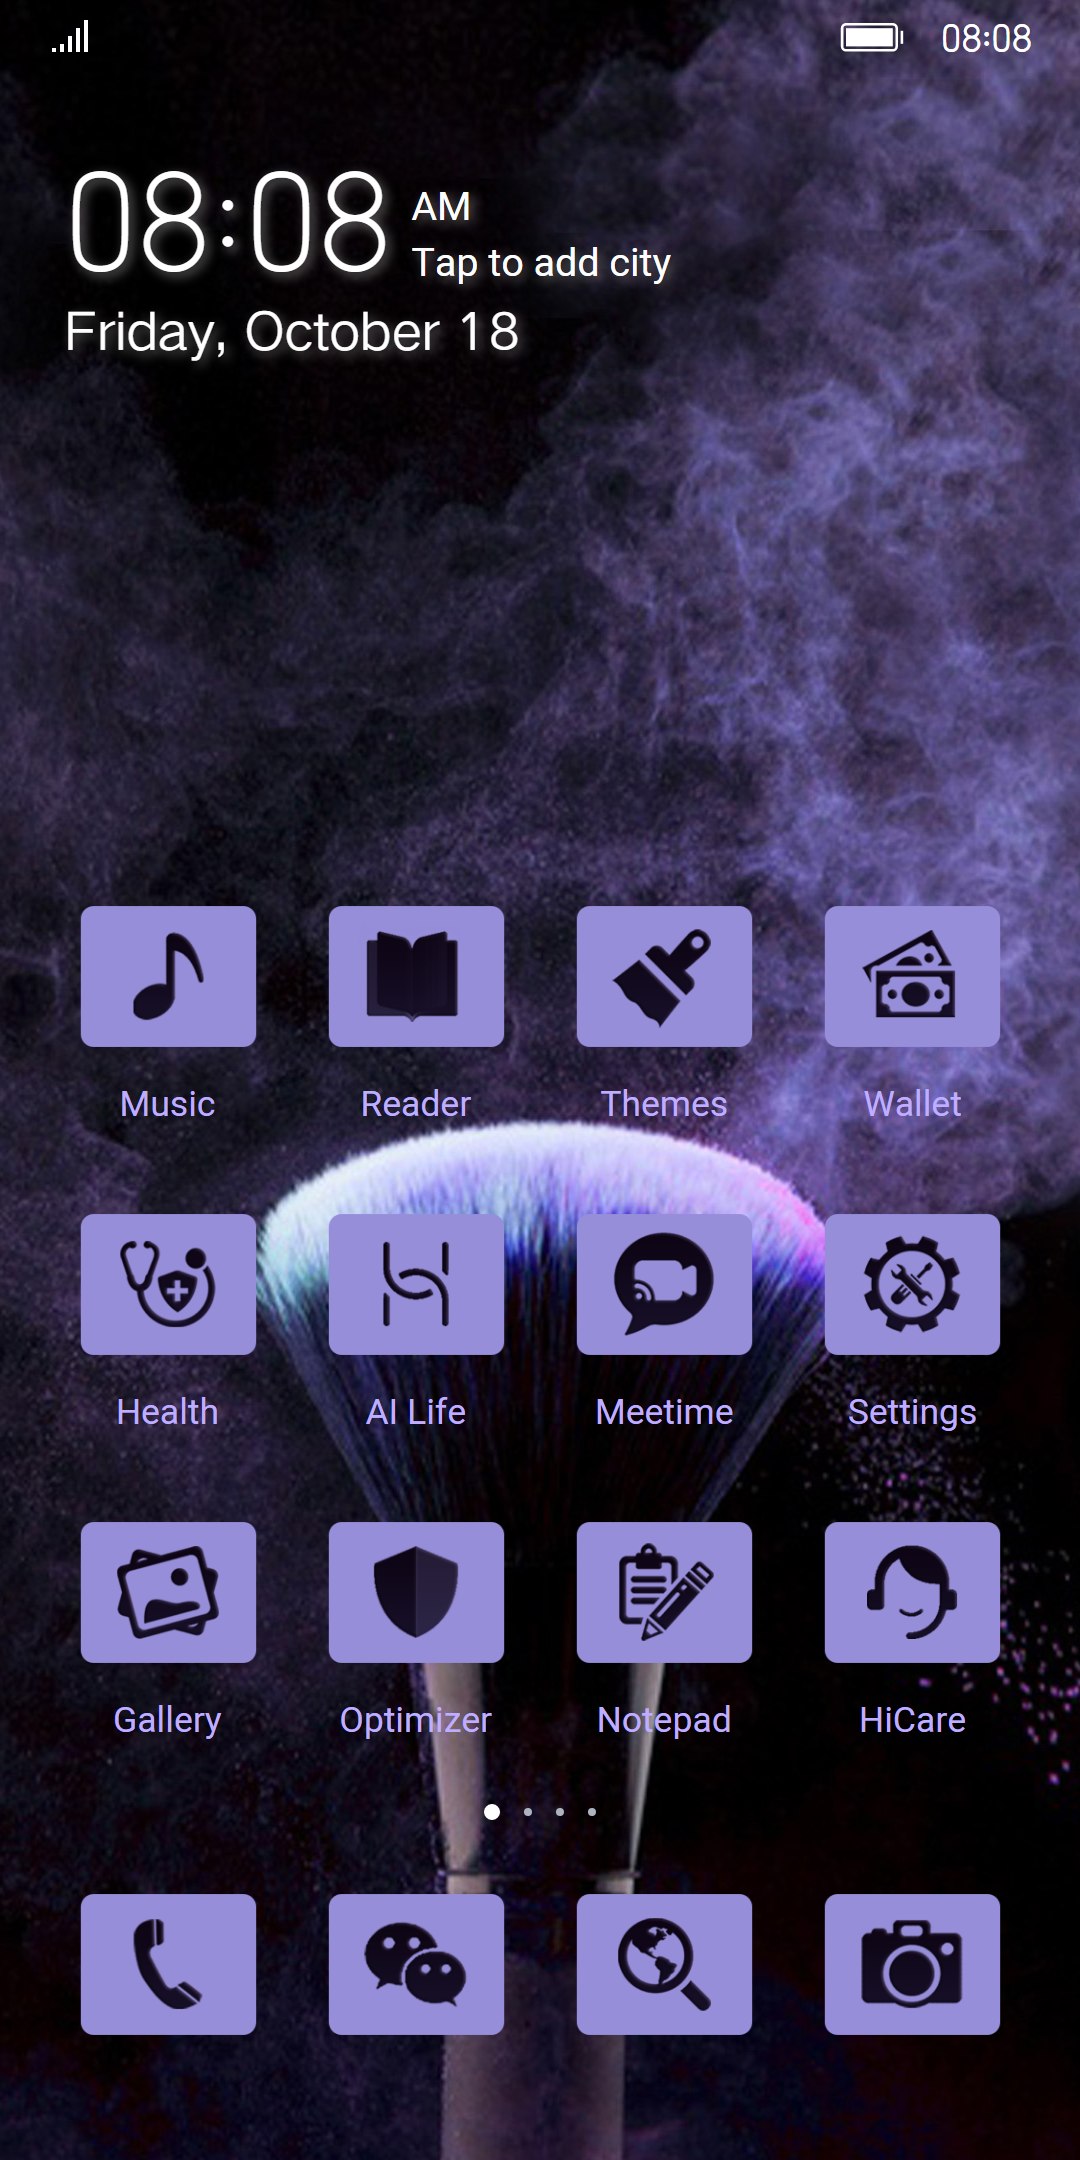 08:08
08:08 AM
Tap to add city
Friday, October 18
Music Reader Themes Wallet
Health AI Life Meetime Settings
Gallery Optimizer Notepad HiCare